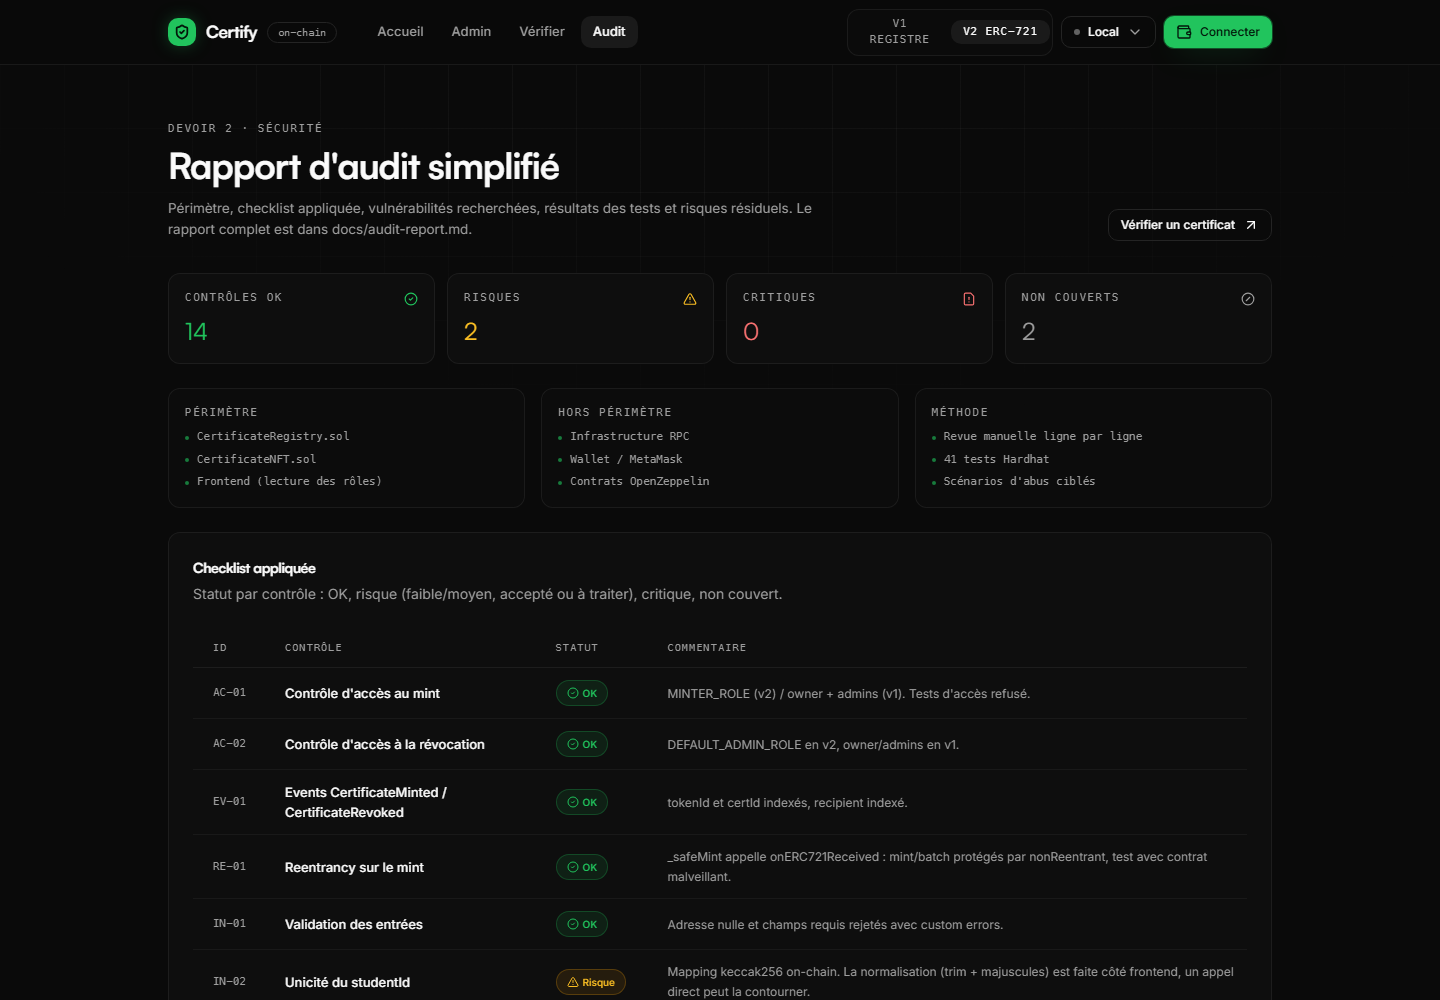 Certify on-chain Accueil Admin Vérifier Audit V1 REGISTRE V2 ERC-721 Local Connecter
DEVOIR 2 · SÉCURITÉ
Rapport d'audit simplifié
Périmètre, checklist appliquée, vulnérabilités recherchées, résultats des tests et risques résiduels. Le
rapport complet est dans docs/audit-report.md.
Vérifier un certificat
CONTRÔLES OK
14
RISQUES
2
CRITIQUES
0
NON COUVERTS
2
PÉRIMÈTRE
CertificateRegistry.sol
CertificateNFT.sol
Frontend (lecture des rôles)
HORS PÉRIMÈTRE
Infrastructure RPC
Wallet / MetaMask
Contrats OpenZeppelin
MÉTHODE
Revue manuelle ligne par ligne
41 tests Hardhat
Scénarios d'abus ciblés
Checklist appliquée
Statut par contrôle : OK, risque (faible/moyen, accepté ou à traiter), critique, non couvert.
ID CONTRÔLE STATUT COMMENTAIRE
AC-01 Contrôle d'accès au mint OK MINTER_ROLE (v2) / owner + admins (v1). Tests d'accès refusé.
AC-02 Contrôle d'accès à la révocation OK DEFAULT_ADMIN_ROLE en v2, owner/admins en v1.
EV-01 Events CertificateMinted /
CertificateRevoked OK tokenId et certId indexés, recipient indexé.
RE-01 Reentrancy sur le mint OK _safeMint appelle onERC721Received : mint/batch protégés par nonReentrant, test avec contrat
malveillant.
IN-01 Validation des entrées OK Adresse nulle et champs requis rejetés avec custom errors.
IN-02 Unicité du studentId Risque Mapping keccak256 on-chain. La normalisation (trim + majuscules) est faite côté frontend, un appel
direct peut la contourner.